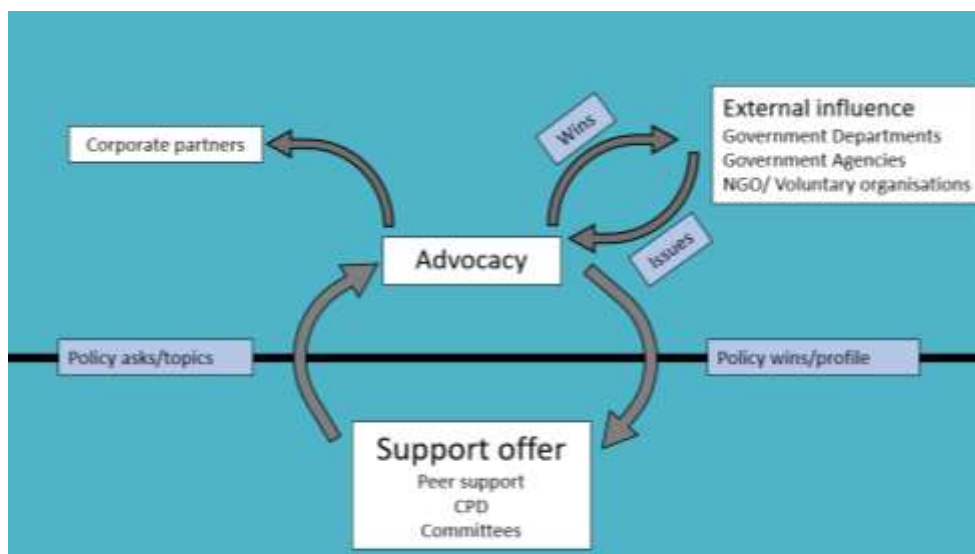 Corporate partners
Wins
External influence
Government Departments
Government Agencies
NGO/ Voluntary organisations
Advocacy
Issues
Policy asks/topics
Policy wins/profile
Support offer
Peer support
CPD
Committees